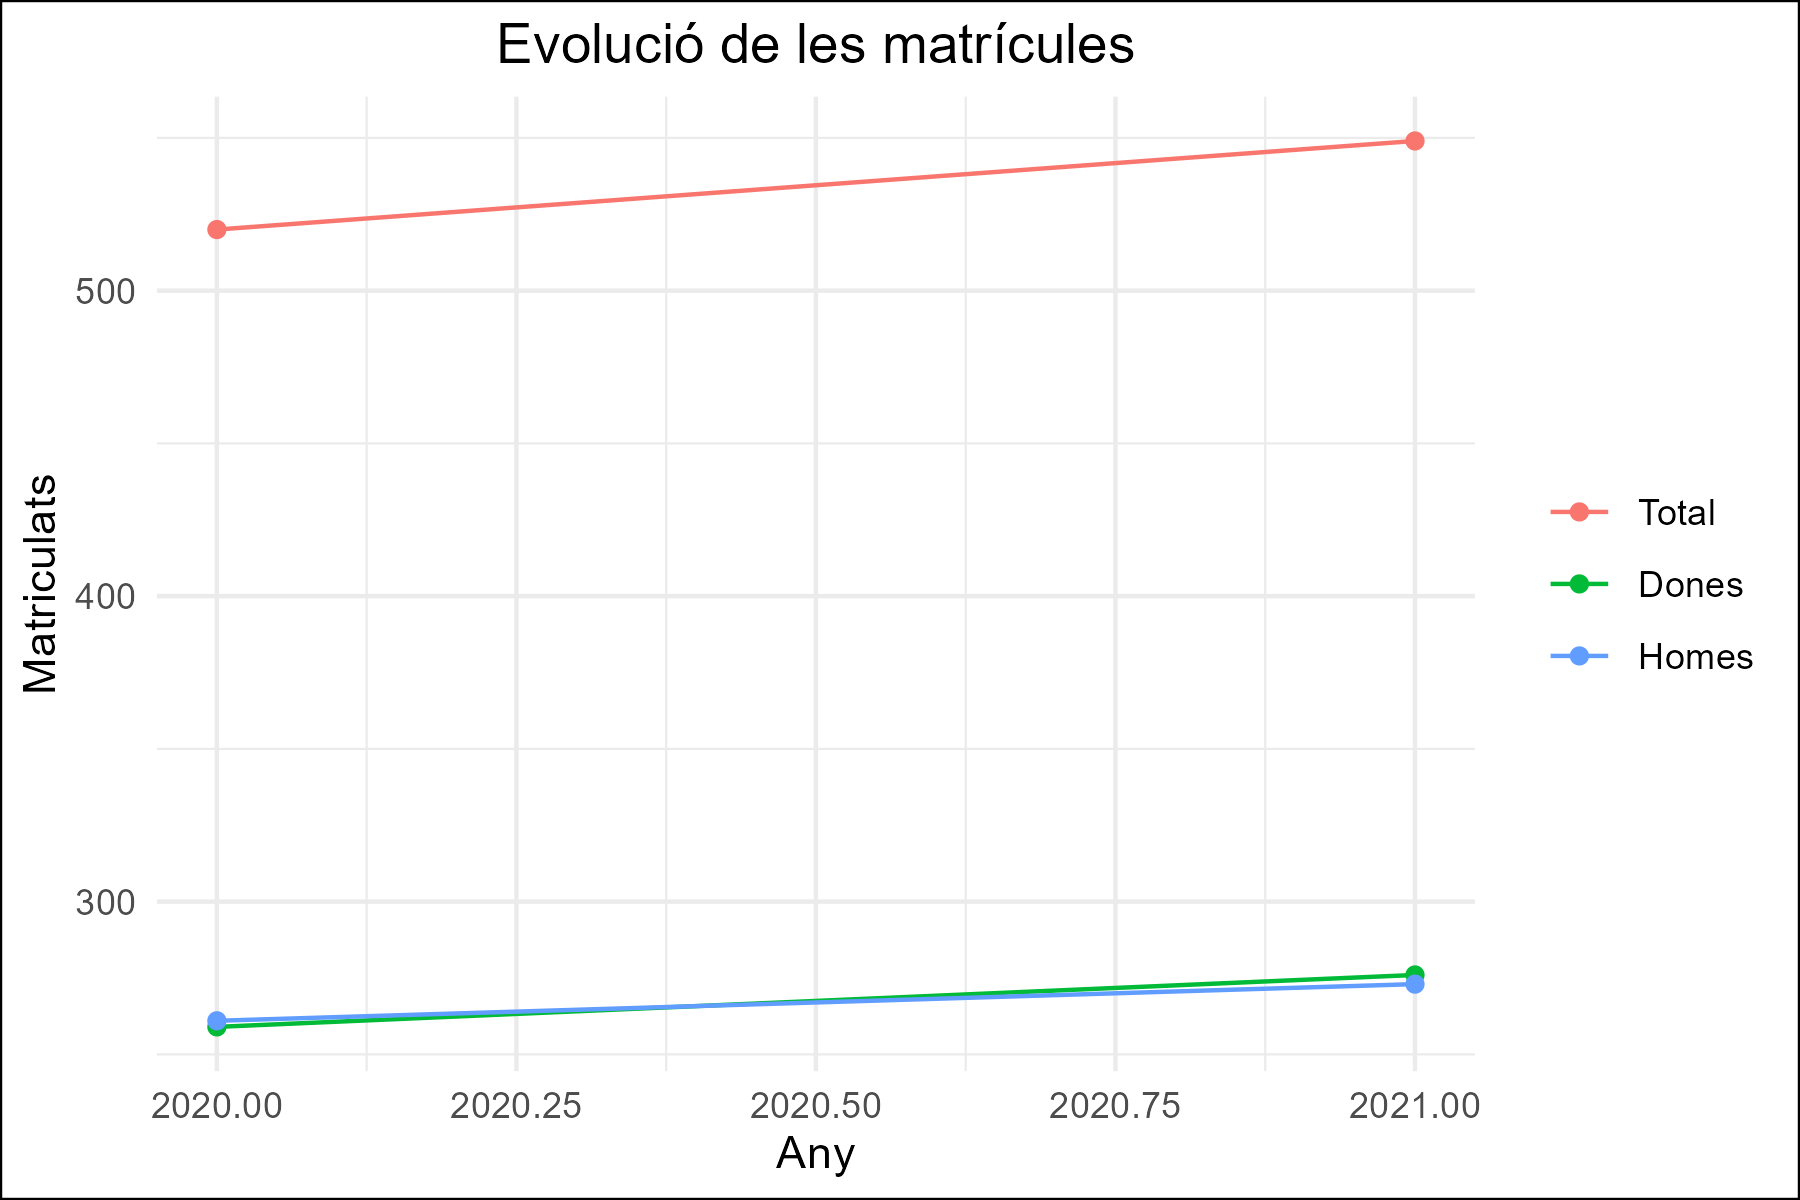 Evolució de les matrícules
Matriculats
500
400
300
2020.00
2020.25
2020.50
2020.75
2021.00
Any
Total
Dones
Homes